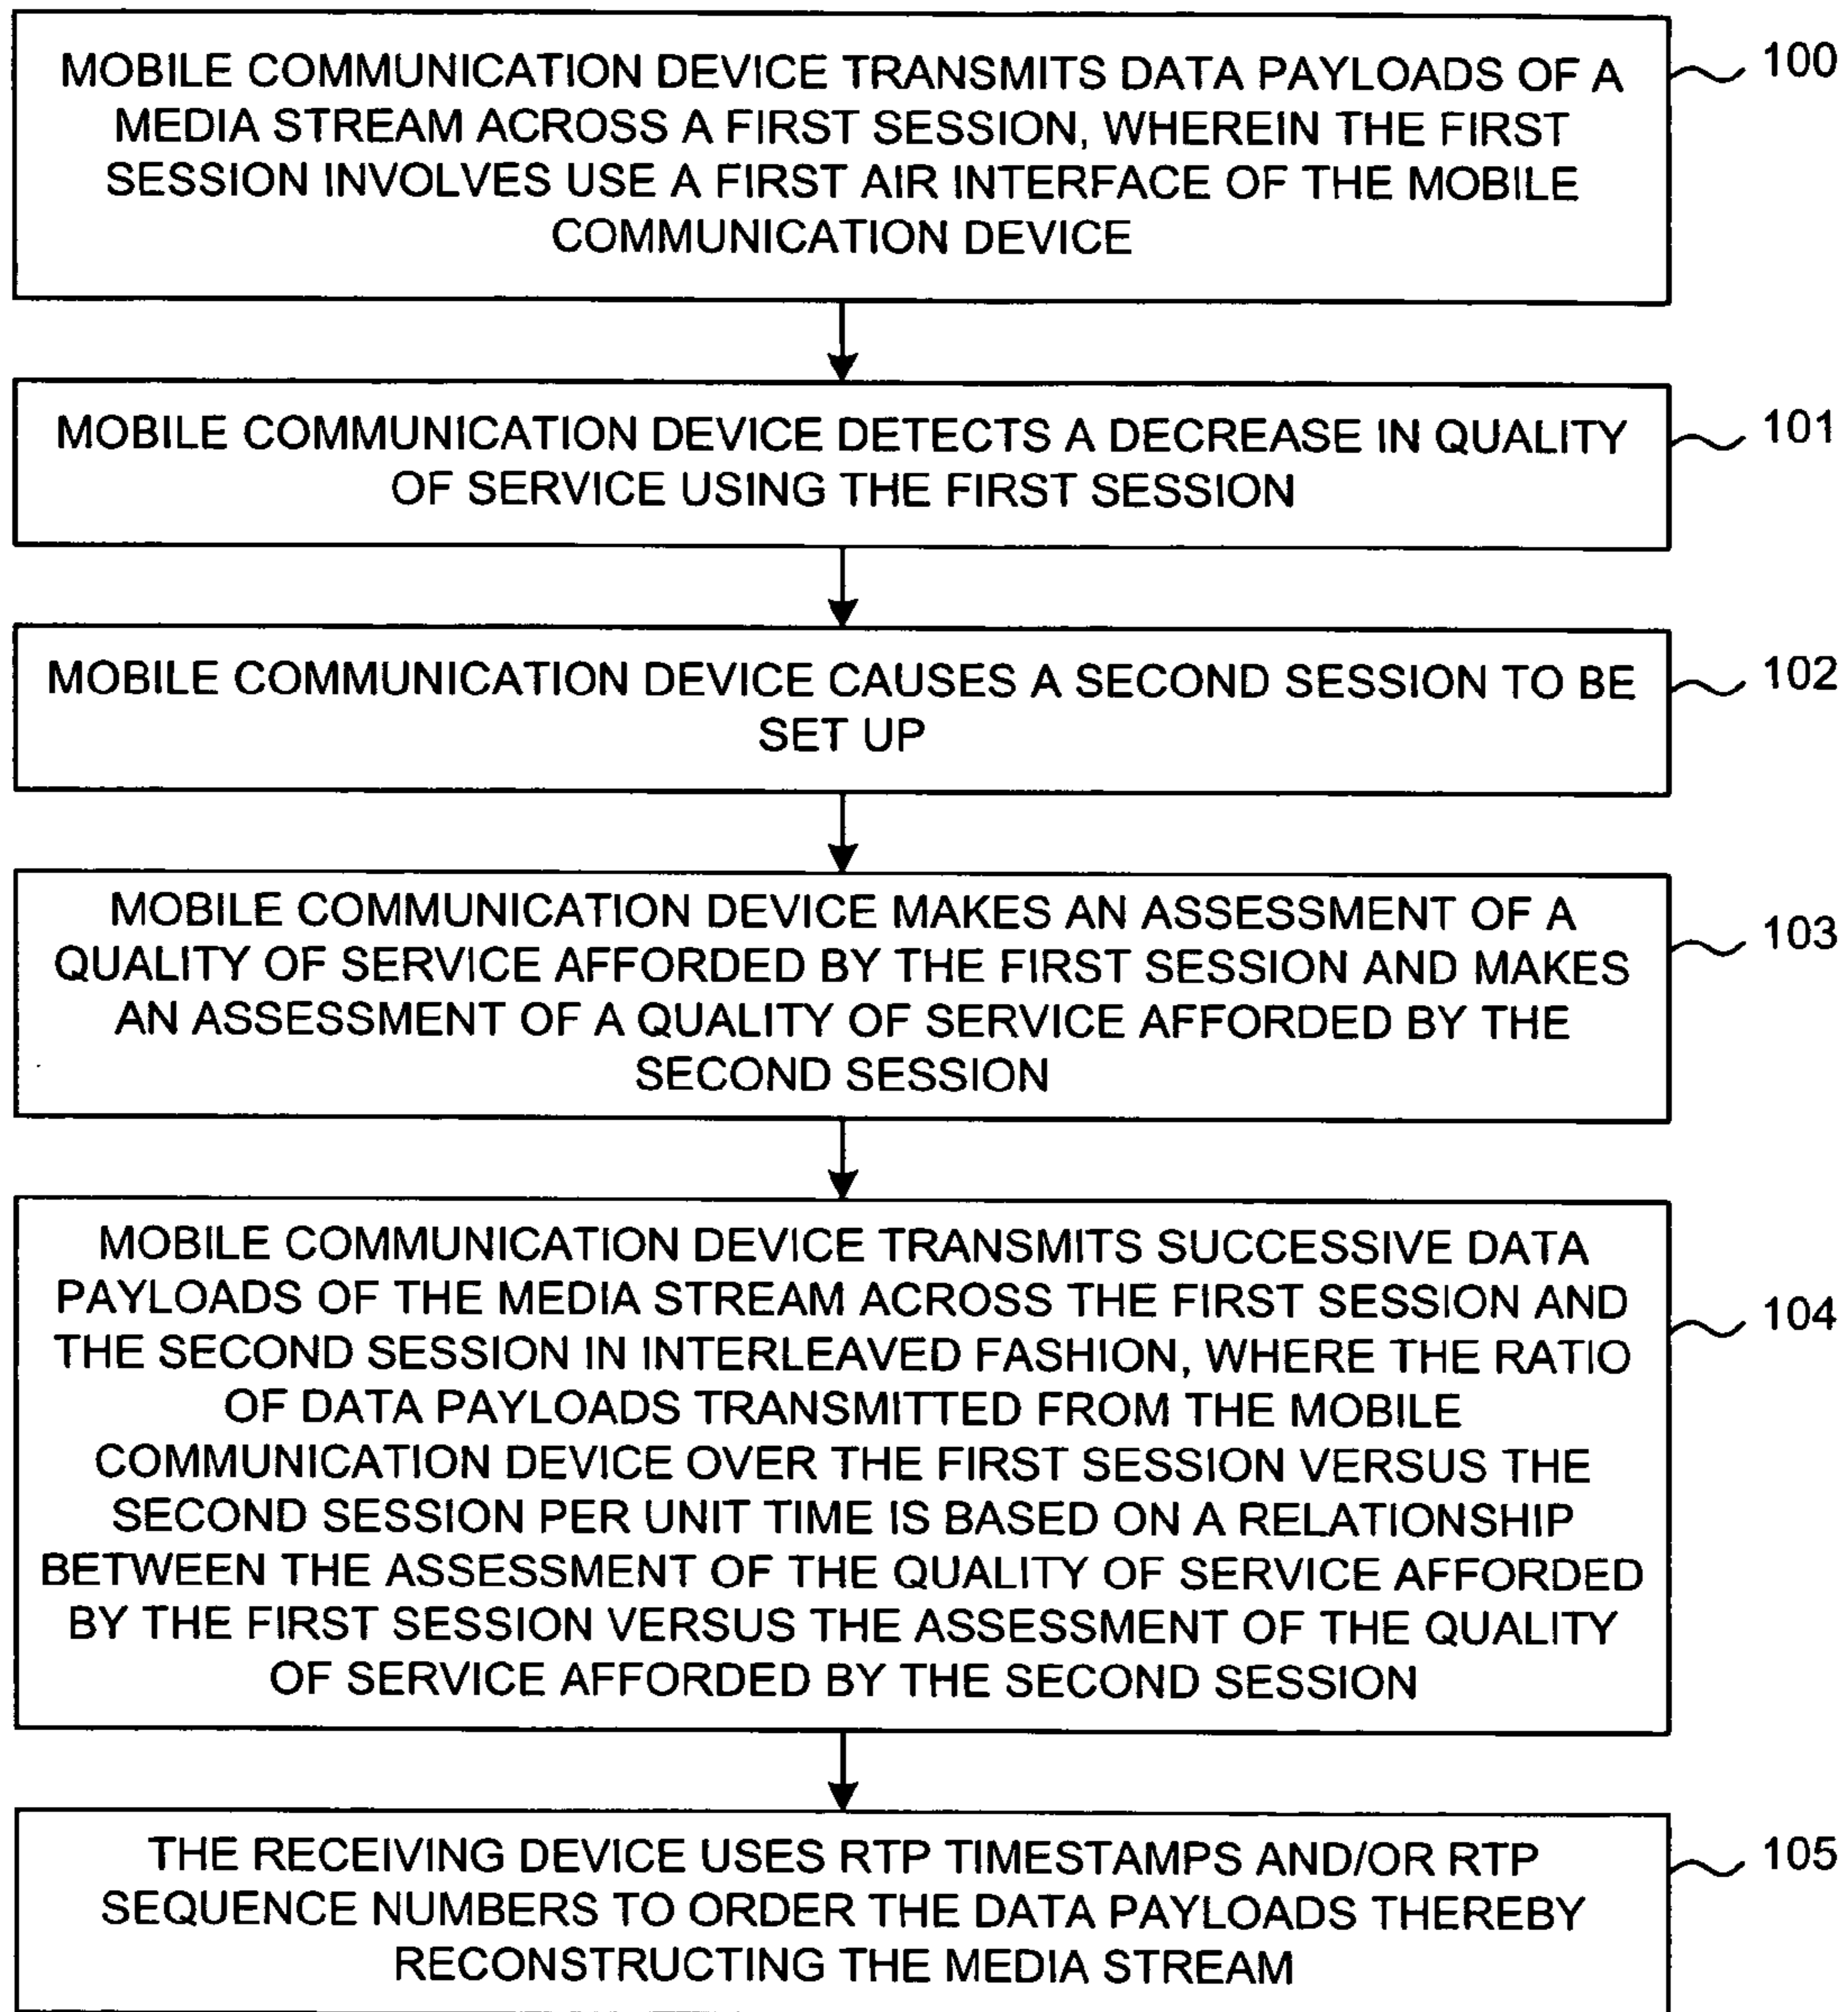 MOBILE COMMUNICATION DEVICE TRANSMITS DATA PAYLOADS OF A
MEDIA STREAM ACROSS A FIRST SESSION, WHEREIN THE FIRST
SESSION INVOLVES USE A FIRST AIR INTERFACE OF THE MOBILE
COMMUNICATION DEVICE
100
MOBILE COMMUNICATION DEVICE DETECTS A DECREASE IN QUALITY
OF SERVICE USING THE FIRST SESSION
101
MOBILE COMMUNICATION DEVICE CAUSES A SECOND SESSION TO BE
SET UP
102
MOBILE COMMUNICATION DEVICE MAKES AN ASSESSMENT OF A
QUALITY OF SERVICE AFFORDED BY THE FIRST SESSION AND MAKES
AN ASSESSMENT OF A QUALITY OF SERVICE AFFORDED BY THE
SECOND SESSION
103
MOBILE COMMUNICATION DEVICE TRANSMITS SUCCESSIVE DATA
PAYLOADS OF THE MEDIA STREAM ACROSS THE FIRST SESSION AND
THE SECOND SESSION IN INTERLEAVED FASHION, WHERE THE RATIO
OF DATA PAYLOADS TRANSMITTED FROM THE MOBILE
COMMUNICATION DEVICE OVER THE FIRST SESSION VERSUS THE
SECOND SESSION PER UNIT TIME IS BASED ON A RELATIONSHIP
BETWEEN THE ASSESSMENT OF THE QUALITY OF SERVICE AFFORDED
BY THE FIRST SESSION VERSUS THE ASSESSMENT OF THE QUALITY
OF SERVICE AFFORDED BY THE SECOND SESSION
104
THE RECEIVING DEVICE USES RTP TIMESTAMPS AND/OR RTP
SEQUENCE NUMBERS TO ORDER THE DATA PAYLOADS THEREBY
RECONSTRUCTING THE MEDIA STREAM
105